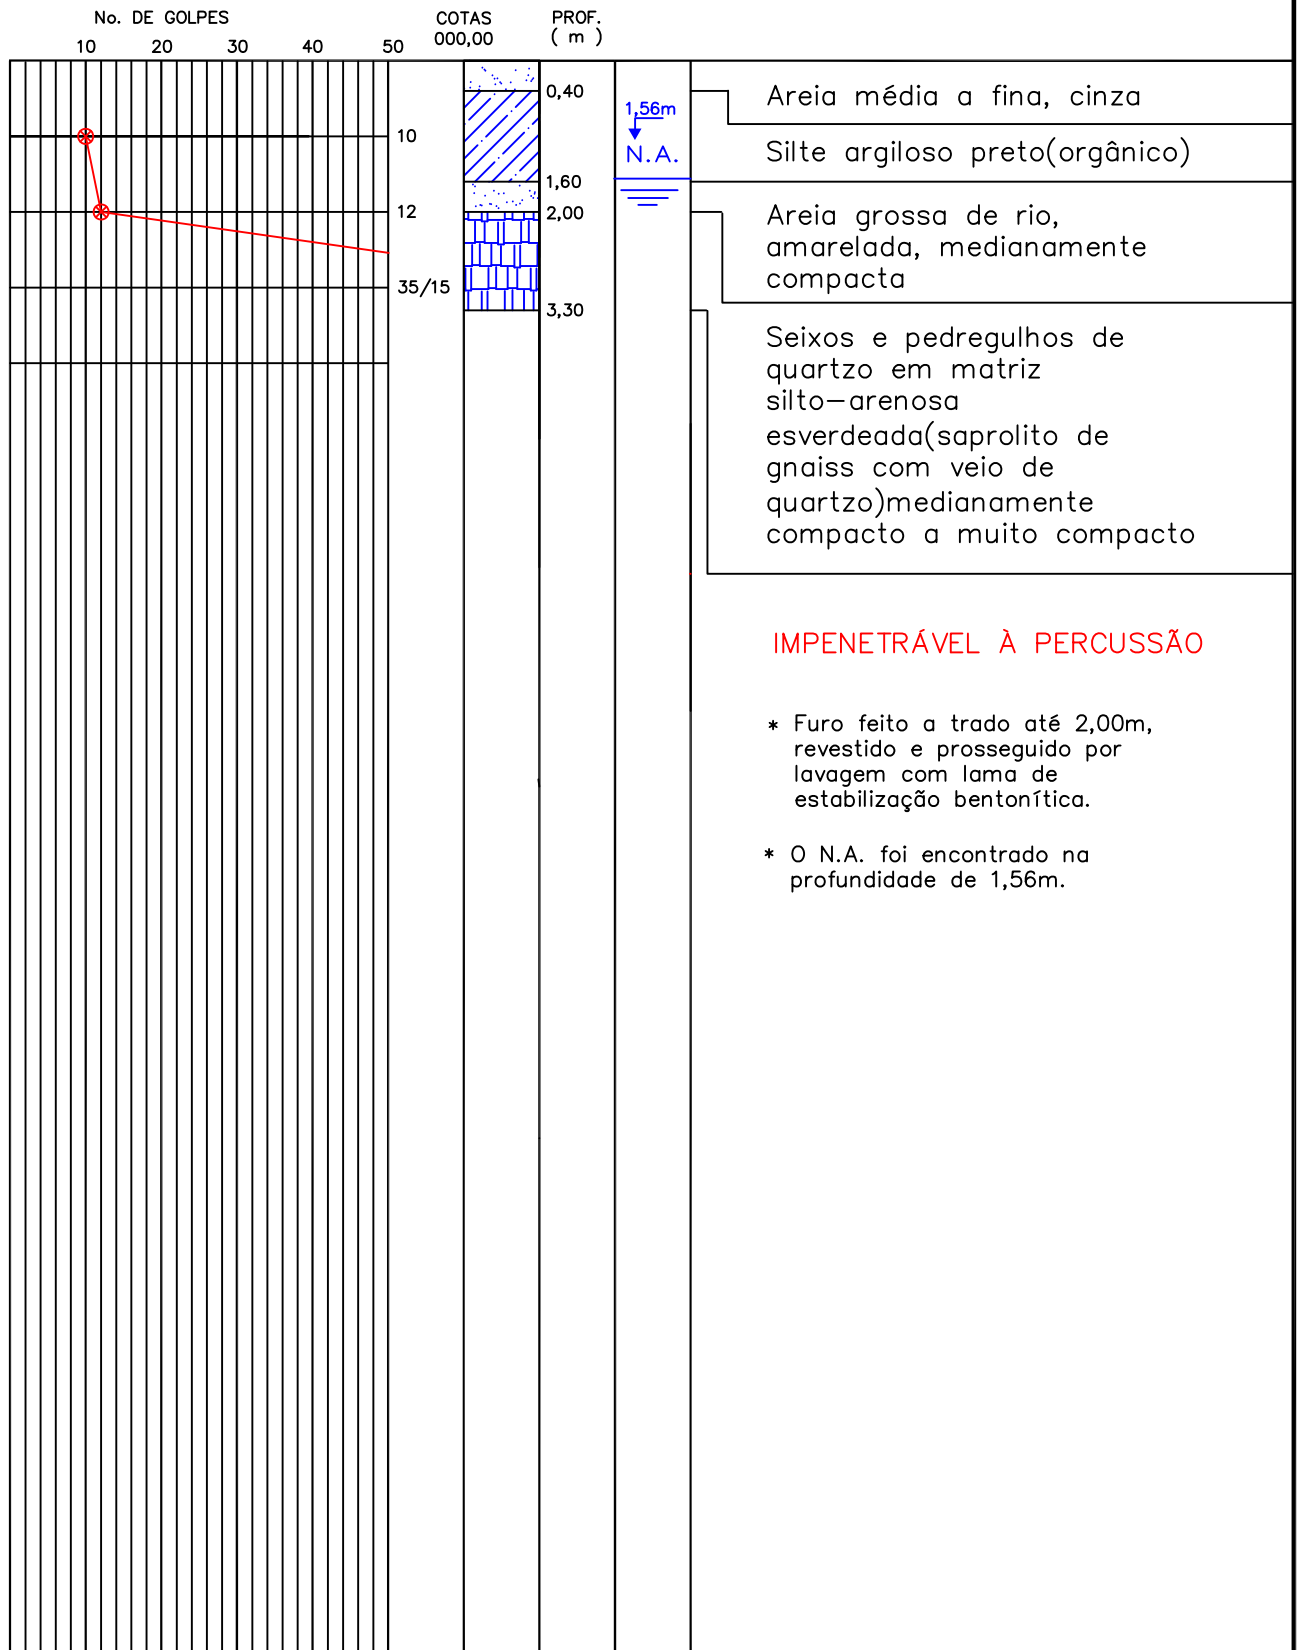 No. DE GOLPES
COTAS
000,00
PROF.
( m )
10 20 30 40 50
0,40
10
1,60
12
2,00
35/15
3,30
1,56m
N.A.
Areia média a fina, cinza
Silte argiloso preto(orgânico)
Areia grossa de rio,
amarelada, medianamente
compacta
Seixos e pedregulhos de
quartzo em matriz
silto-arenosa
esverdeada(saprolito de
gnaiss com veio de
quartzo)medianamente
compacto a muito compacto
IMPENETRÁVEL À PERCUSSÃO
* Furo feito a trado até 2,00m,
revestido e prosseguido por
lavagem com lama de
estabilização bentonítica.
* O N.A. foi encontrado na
profundidade de 1,56m.